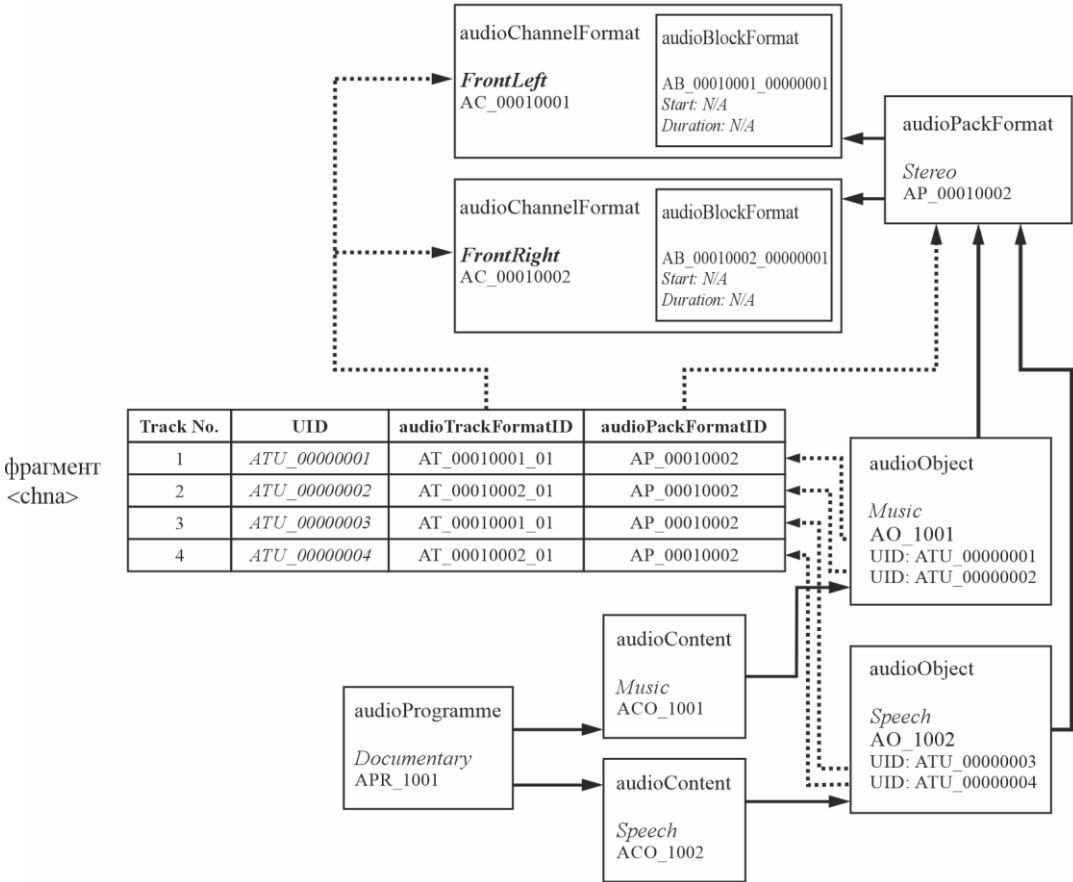 audioChannelFormat
FrontLeft
AC_00010001
audioBlockFormat
AB_00010001_00000001
Start: N/A
Duration: N/A
audioPackFormat
Stereo
AP_00010002
audioChannelFormat
FrontRight
AC_00010002
audioBlockFormat
AB_00010002_00000001
Start: N/A
Duration: N/A
фрагмент
<chna>
Track No. UID audioTrackFormatID audioPackFormatID
1 ATU_00000001 AT_00010001_01 AP_00010002
2 ATU_00000002 AT_00010002_01 AP_00010002
3 ATU_00000003 AT_00010001_01 AP_00010002
4 ATU_00000004 AT_00010002_01 AP_00010002
audioObject
Music
AO_1001
UID: ATU_00000001
UID: ATU_00000002
audioContent
Music
ACO_1001
audioObject
Speech
AO_1002
UID: ATU_00000003
UID: ATU_00000004
audioProgramme
Documentary
APR_1001
audioContent
Speech
ACO_1002